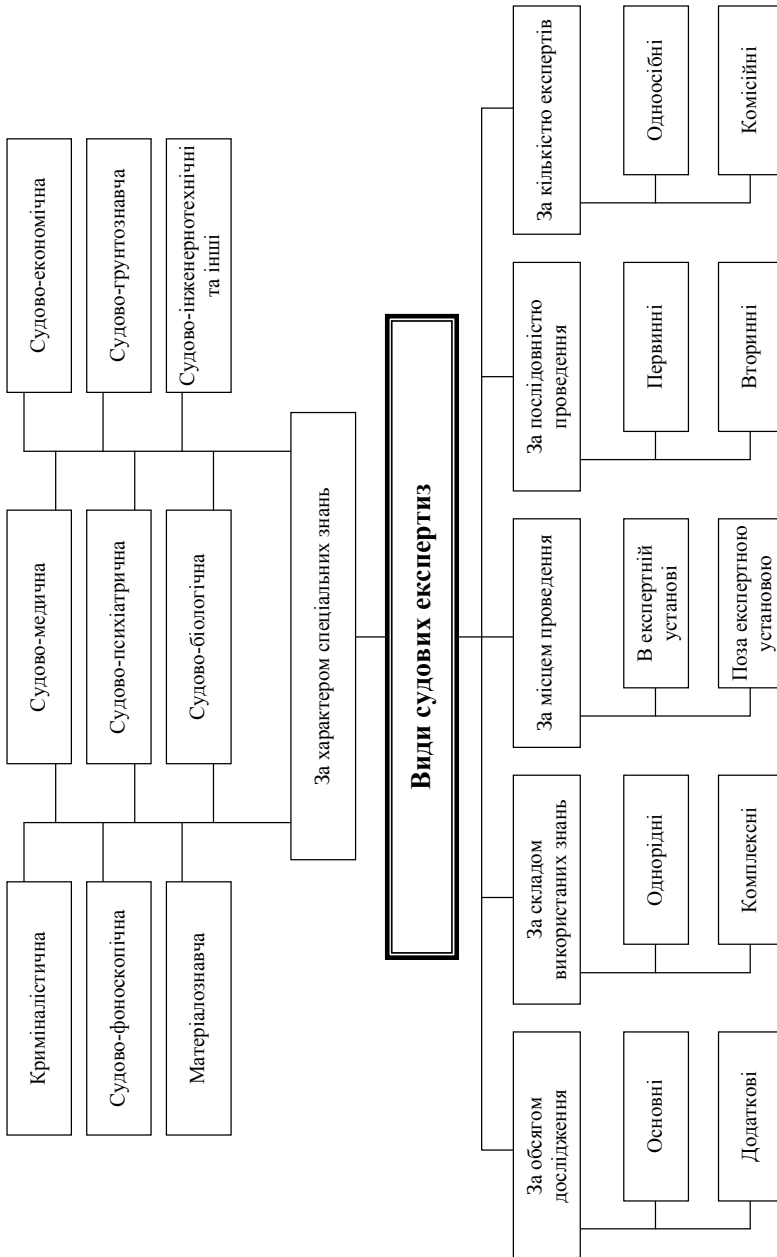 Криміналістична
Судово-медична
Судово-економічна
Судово-фоноскопічна
Судово-психіатрична
Судово-грунтознавча
Матеріалознавча
Судово-біологічна
Судово-інженернотехнічні
та інші
За характером спеціальних знань
Види судових експертиз
За обсягом
дослідження
Основні
Додаткові
За складом
використаних знань
Однорідні
Комплексні
За місцем проведення
В експертній
установі
Поза експертною
установою
За послідовністю
проведення
Первинні
Вторинні
За кількістю експертів
Одноосібні
Комісійні